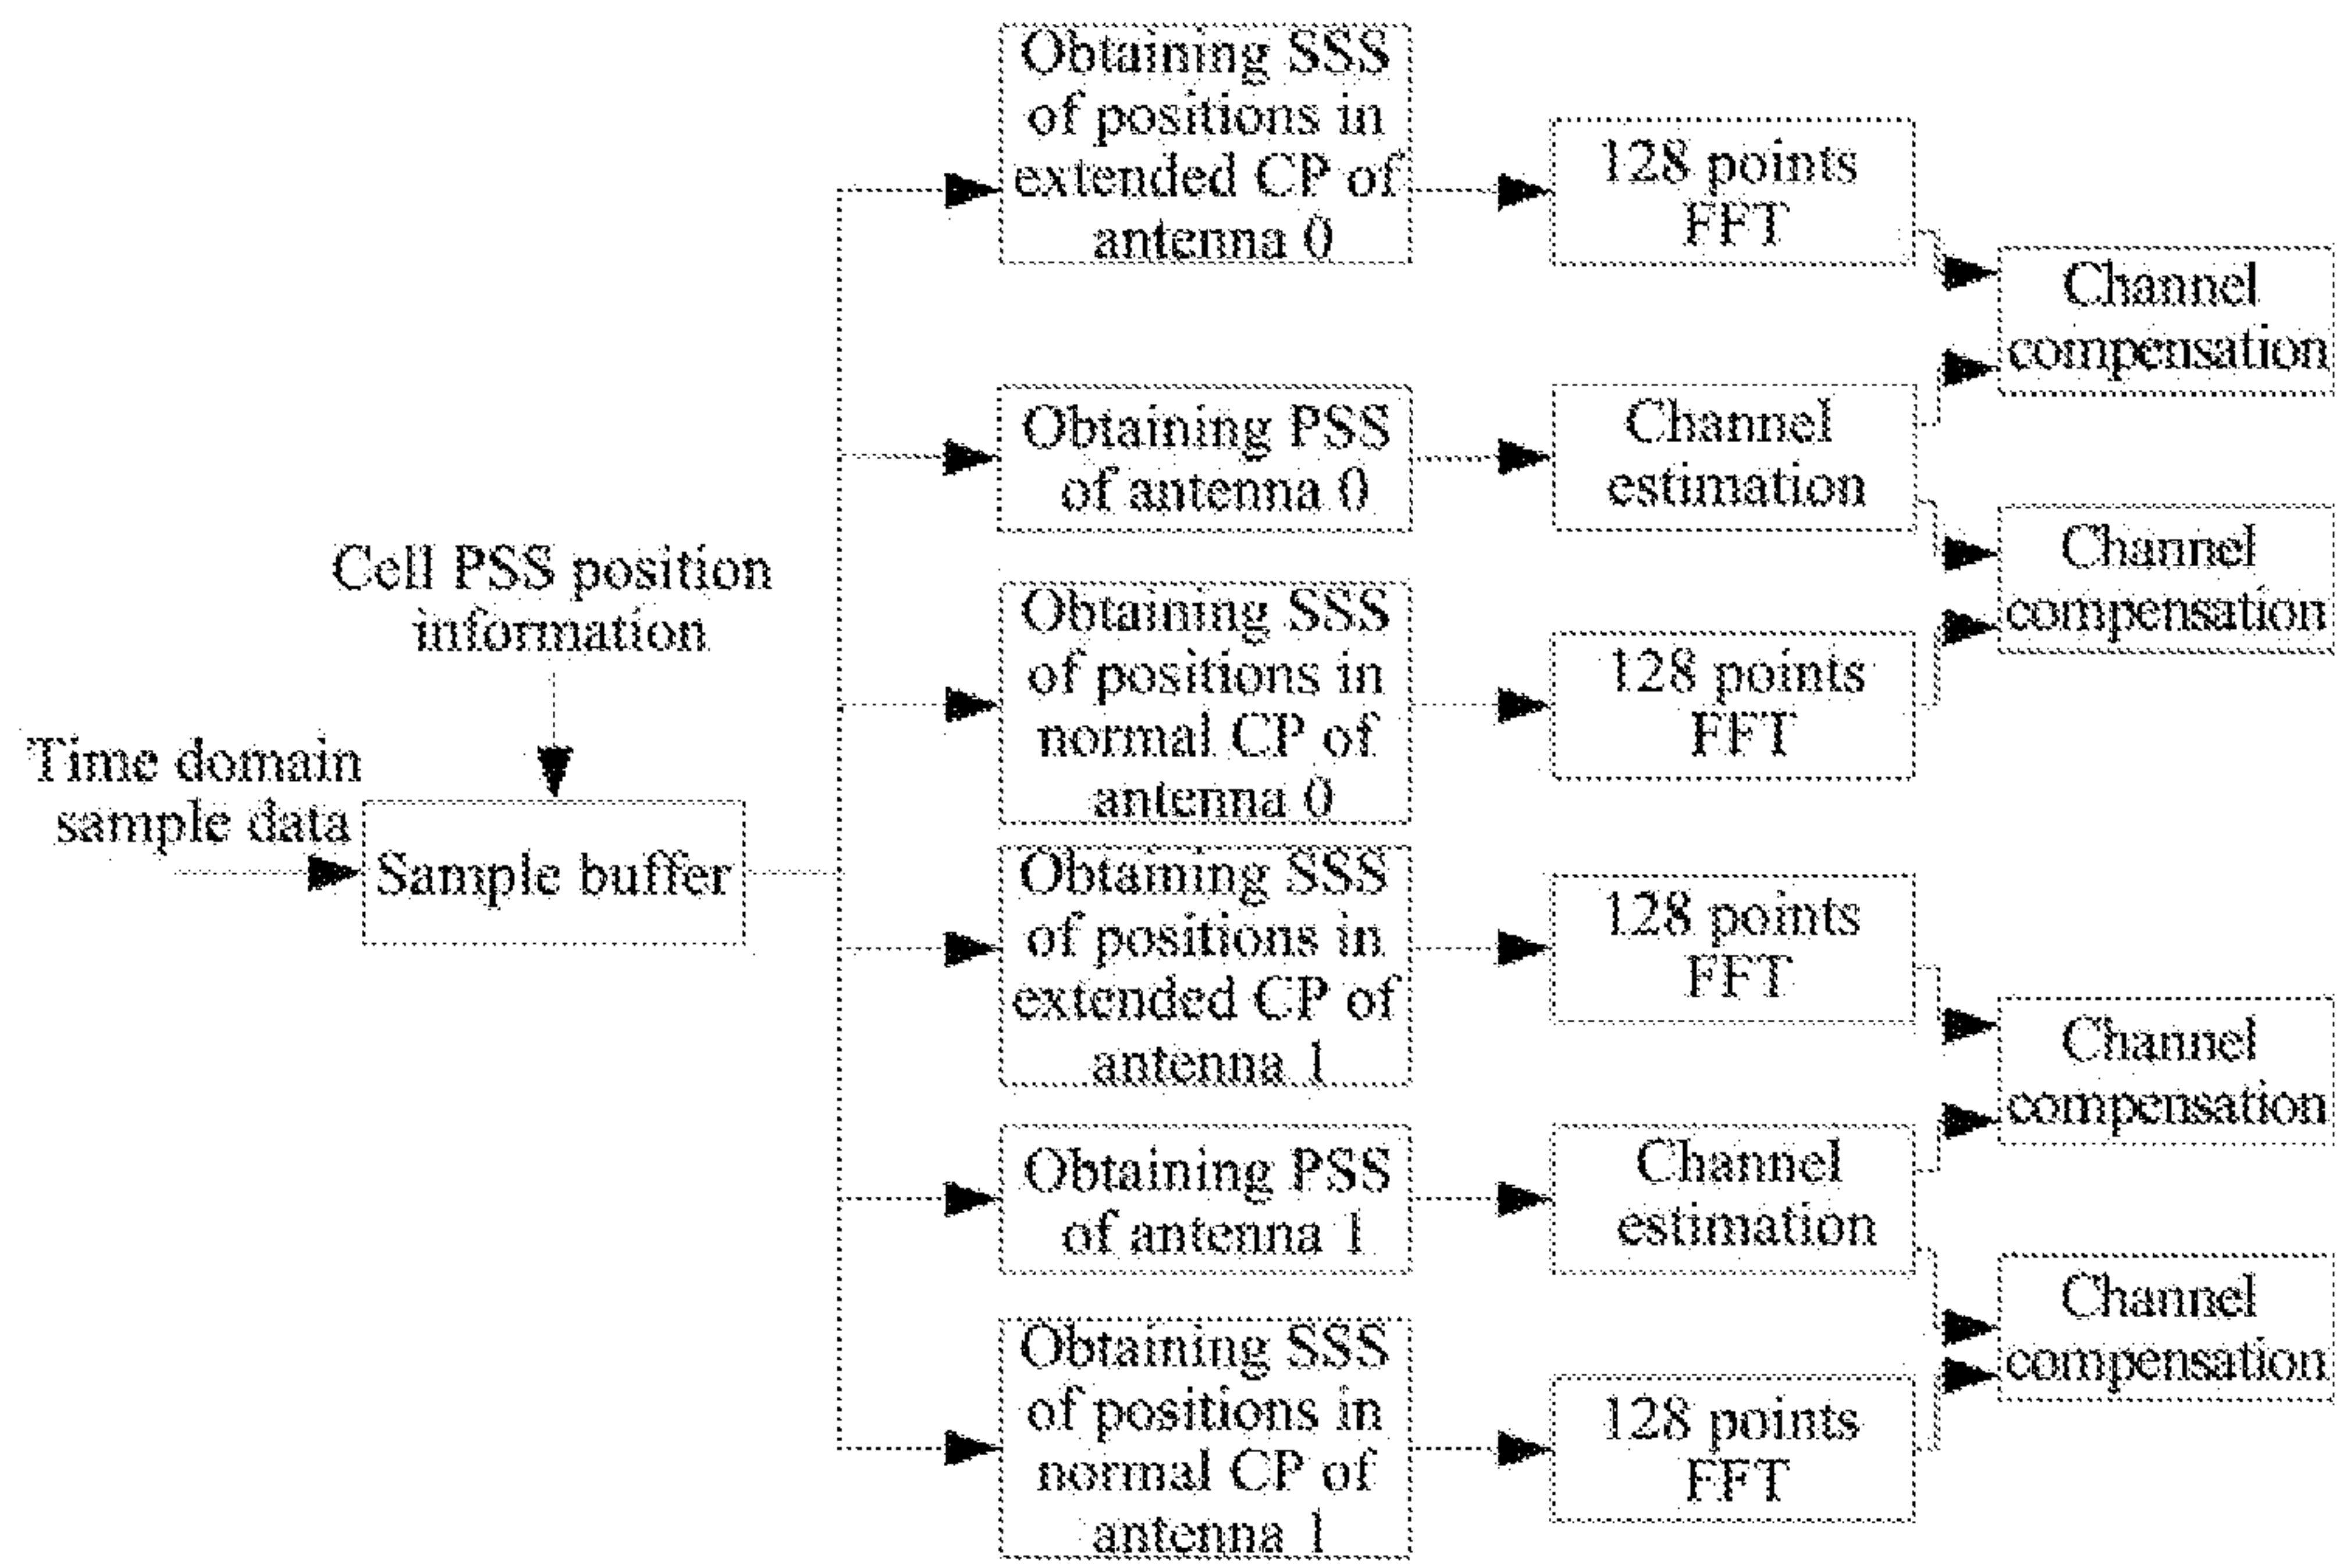 Cell PSS position
information
Time domain
sample data
Sample buffer
Obtaining SSS
of positions in
extended CP of
antenna 0
Obtaining PSS
of antenna 0
Obtaining SSS
of positions in
normal CP of
antenna 0
Obtaining SSS
of positions in
extended CP of
antenna 1
Obtaining PSS
of antenna 1
Obtaining SSS
of positions in
normal CP of
antenna 1
128 points
FFT
Channel
estimation
128 points
FFT
128 points
FFT
Channel
estimation
128 points
FFT
Channel
compensation
Channel
compensation
Channel
compensation
Channel
compensation